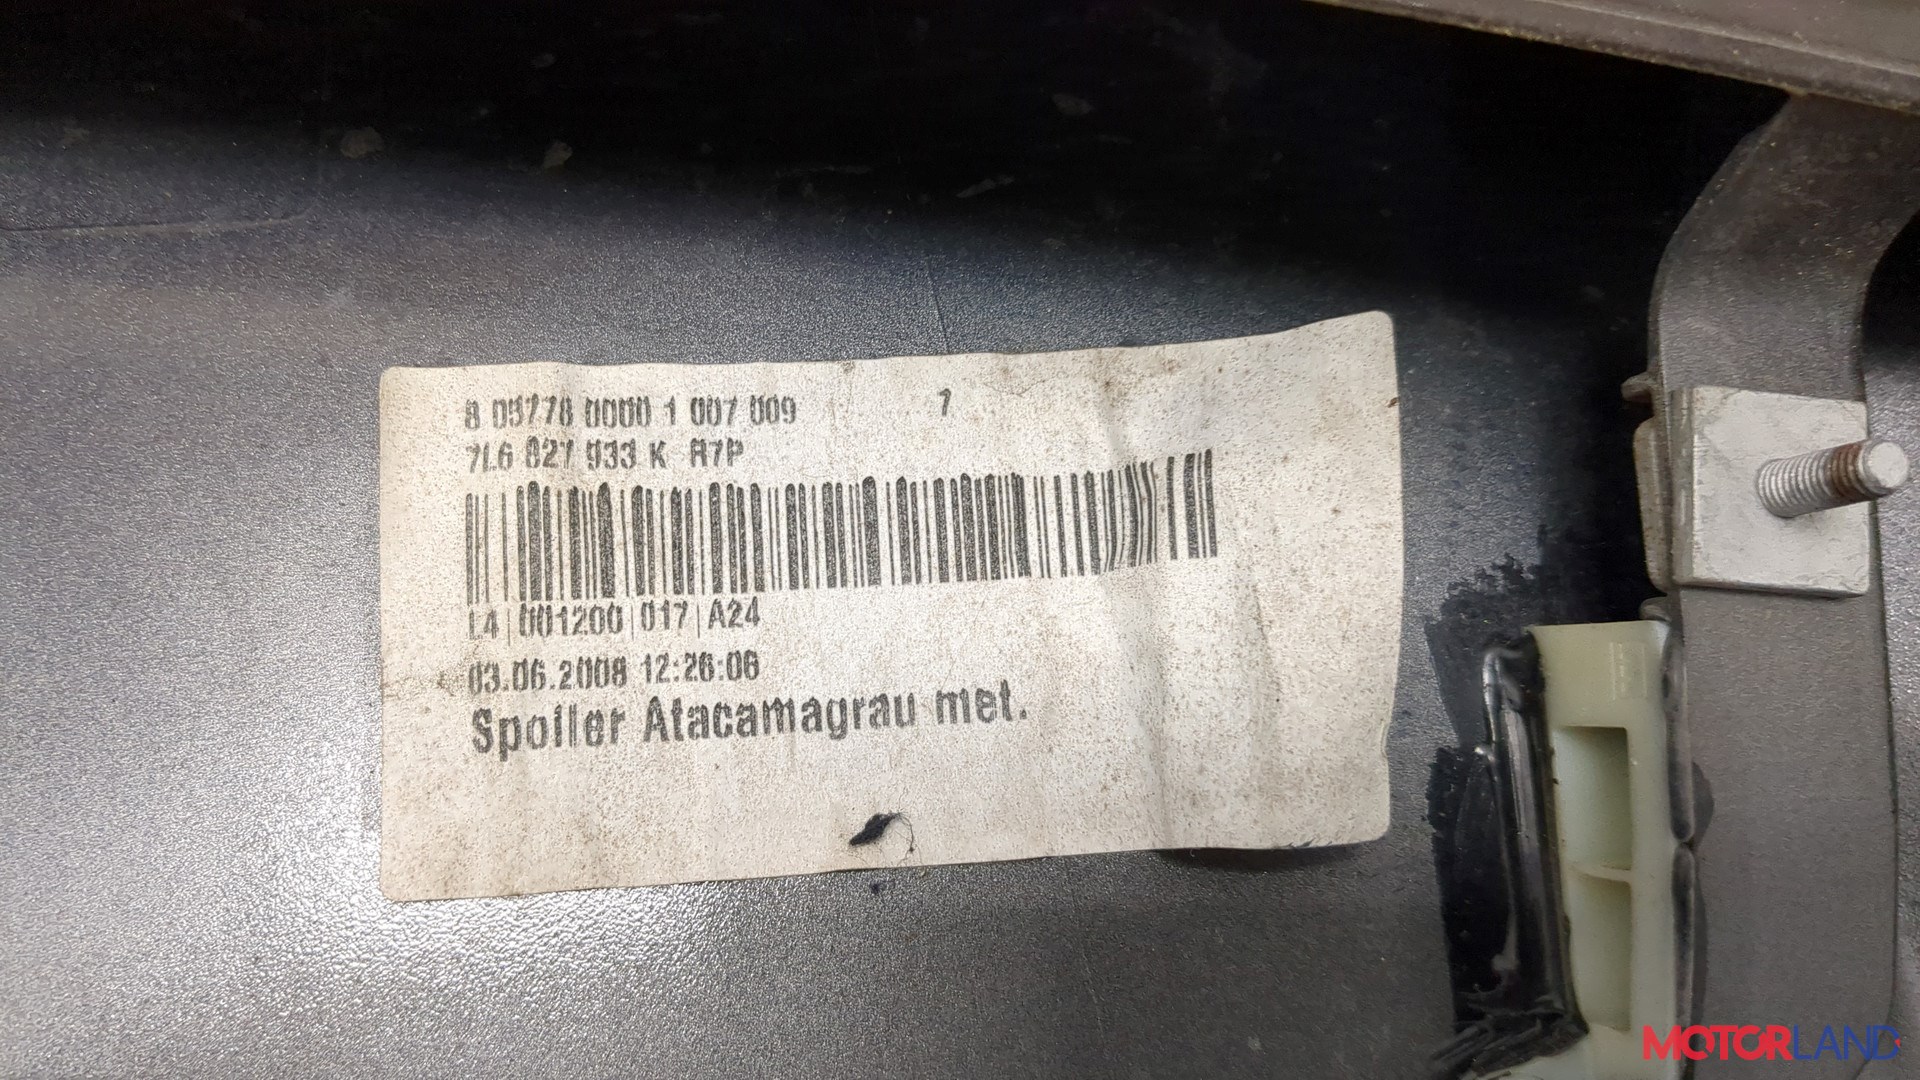 8 05778 0000 1 007 009 1
7L6 827 933 K R7P
L4|001200|017|A24
03.06.2008 12:26:06
Spoiler Atacamagrau met.
MOTORLAND